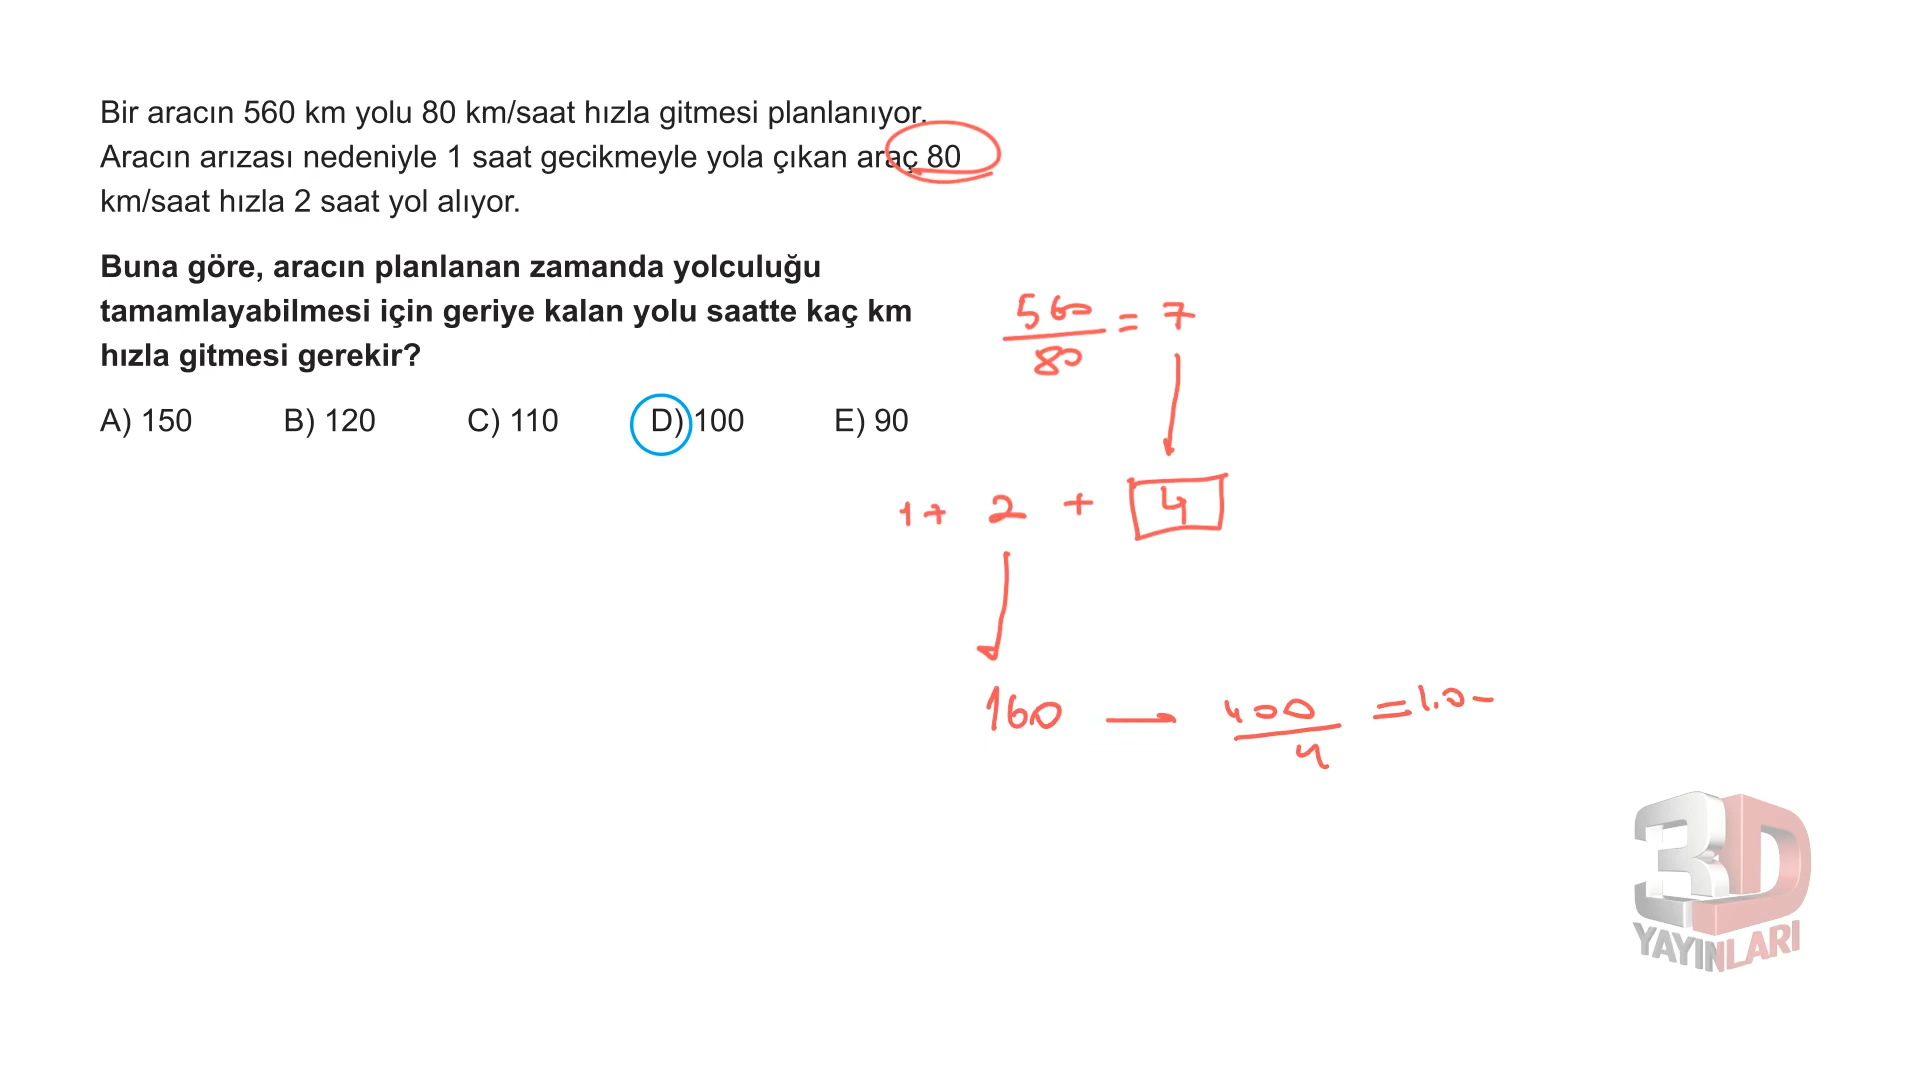 Bir aracın 560 km yolu 80 km/saat hızla gitmesi planlanıyor.
Aracın arızası nedeniyle 1 saat gecikmeyle yola çıkan araç 80
km/saat hızla 2 saat yol alıyor.
Buna göre, aracın planlanan zamanda yolculuğu
tamamlayabilmesi için geriye kalan yolu saatte kaç km
hızla gitmesi gerekir?
A) 150 B) 120 C) 110 D) 100 E) 90
560
80
= 7
1 + 2 + 4
160
400
4
= 100
3D
YAYINLARI